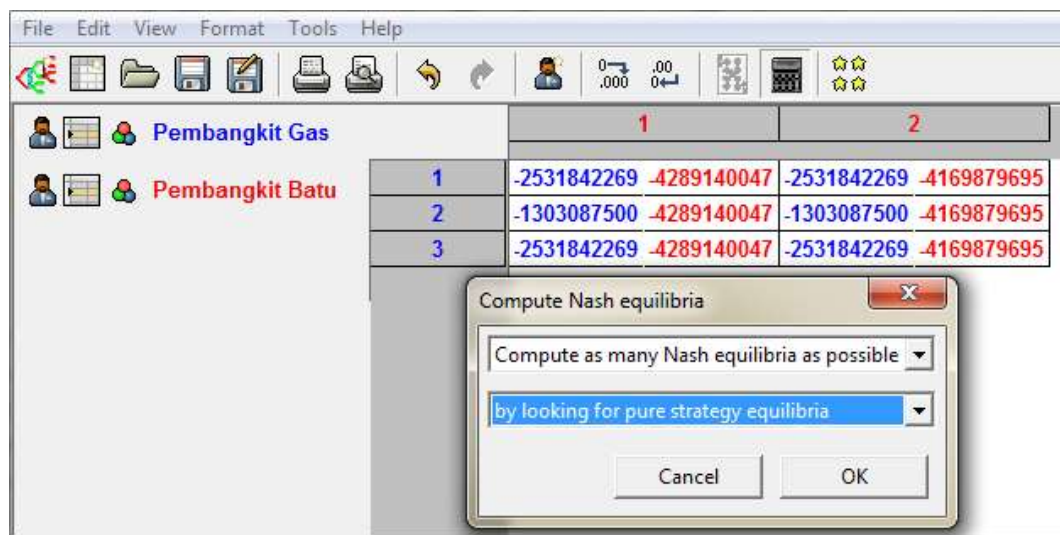 File Edit View Format Tools Help
Pembangkit Gas
Pembangkit Batu
1 2
1 -2531842269 -4289140047 -2531842269 -4169879695
2 -1303087500 -4289140047 -1303087500 -4169879695
3 -2531842269 -4289140047 -2531842269 -4169879695
Compute Nash equilibria
Compute as many Nash equilibria as possible
by looking for pure strategy equilibria
Cancel OK